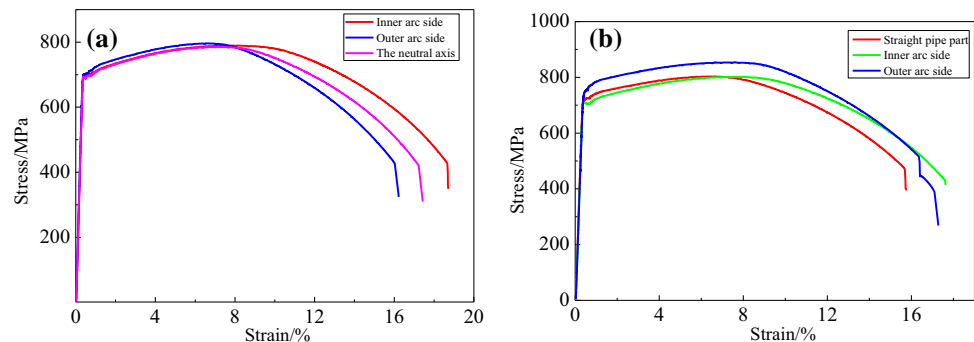 (a)
Inner arc side
Outer arc side
The neutral axis
Stress/MPa
800
600
400
200
0
4
8
12
16
20
Strain/%
(b)
Straight pipe part
Inner arc side
Outer arc side
Stress/MPa
1000
800
600
400
200
0
0
4
8
12
16
Strain/%